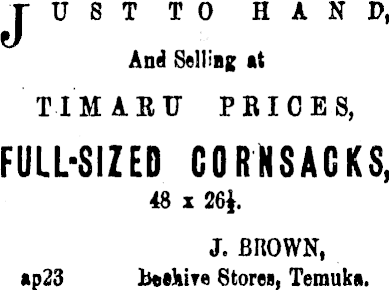 JUST TO HAND,
And Selling at
TIMARU PRICES,
FULL-SIZED CORNSACKS,
48 x 26½.
J. BROWN,
ap23 Beehive Stores, Temuka.